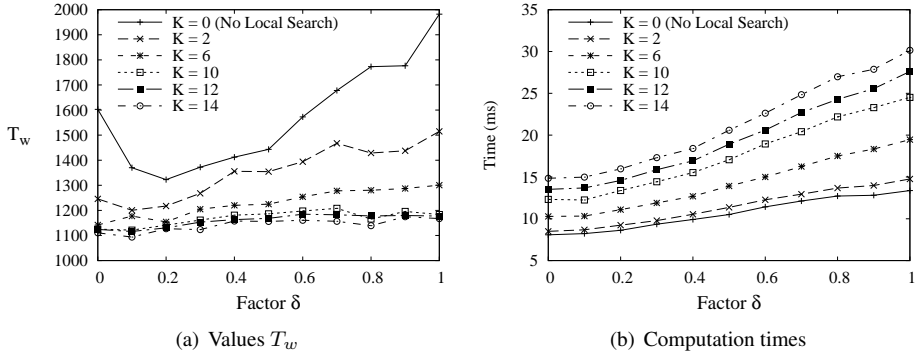 2000
1900
1800
1700
1600
1500
1400
1300
1200
1100
1000
T_w
0 0.2 0.4 0.6 0.8 1
Factor δ
K = 0 (No Local Search)
K = 2
K = 6
K = 10
K = 12
K = 14
(a) Values T_w
35
30
25
20
15
10
5
Time (ms)
0 0.2 0.4 0.6 0.8 1
Factor δ
K = 0 (No Local Search)
K = 2
K = 6
K = 10
K = 12
K = 14
(b) Computation times